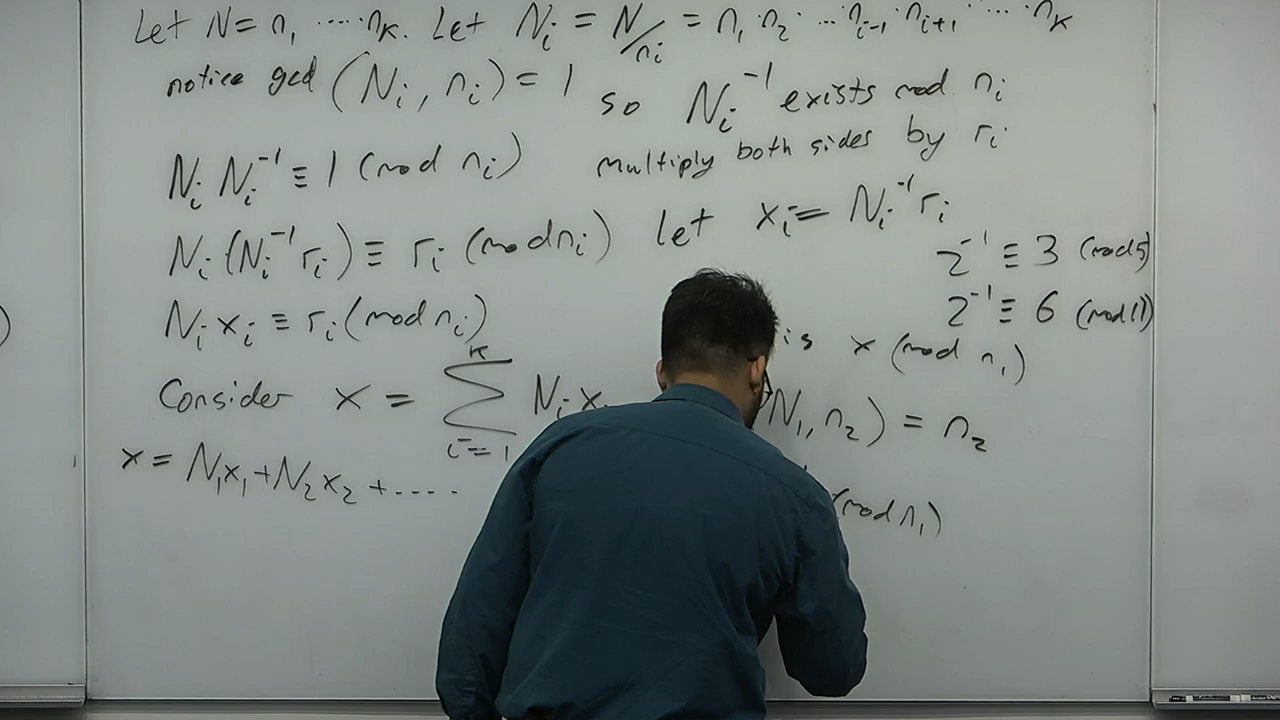 Let N = n₁ ..... nₖ. Let Nᵢ = N/nᵢ = n₁ · n₂ · ... nᵢ₋₁ · nᵢ₊₁ ..... nₖ
notice gcd (Nᵢ, nᵢ) = 1 so Nᵢ⁻¹ exists mod nᵢ
Nᵢ Nᵢ⁻¹ ≡ 1 (mod nᵢ) multiply both sides by rᵢ
Nᵢ (Nᵢ⁻¹ rᵢ) ≡ rᵢ (mod nᵢ) let xᵢ = Nᵢ⁻¹ rᵢ
2⁻¹ ≡ 3 (mod 5)
2⁻¹ ≡ 6 (mod 11)
Nᵢ xᵢ ≡ rᵢ (mod nᵢ)
is x (mod n₁)
Consider x = ∑ᵢ₌₁ᴷ Nᵢ x
N₁, n₂) = n₂
x = N₁x₁ + N₂x₂ + .....
(mod n₁)
)